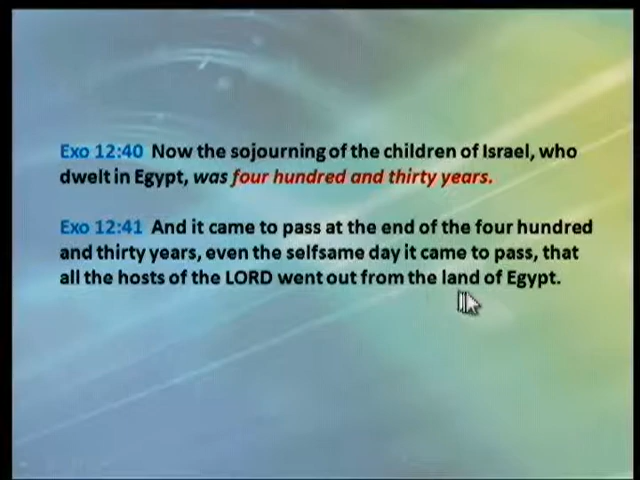 Exo 12:40 Now the sojourning of the children of Israel, who
dwelt in Egypt, was four hundred and thirty years.
Exo 12:41 And it came to pass at the end of the four hundred
and thirty years, even the selfsame day it came to pass, that
all the hosts of the LORD went out from the land of Egypt.